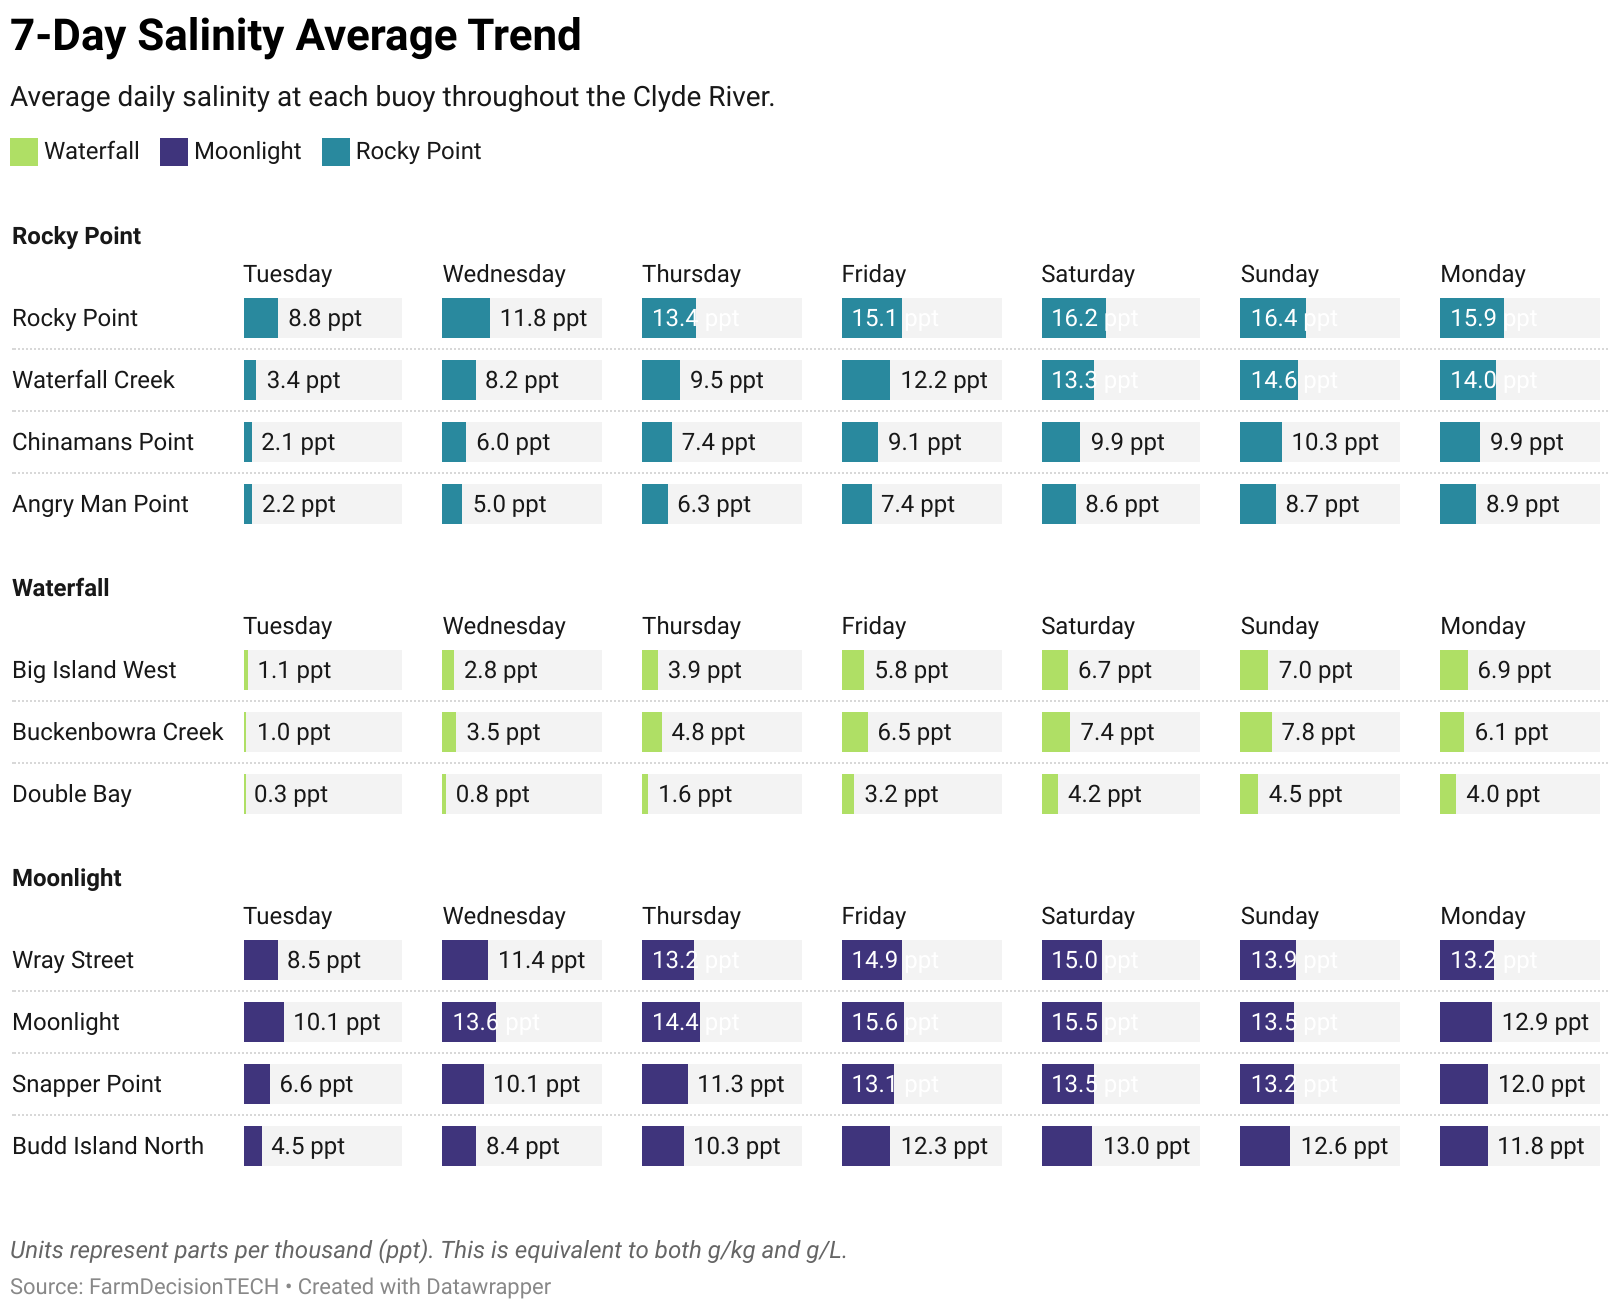 7-Day Salinity Average Trend
Average daily salinity at each buoy throughout the Clyde River.
Waterfall Moonlight Rocky Point
Rocky Point
Tuesday Wednesday Thursday Friday Saturday Sunday Monday
Rocky Point 8.8 ppt 11.8 ppt 13.4 ppt 15.1 ppt 16.2 ppt 16.4 ppt 15.9 ppt
Waterfall Creek 3.4 ppt 8.2 ppt 9.5 ppt 12.2 ppt 13.3 ppt 14.6 ppt 14.0 ppt
Chinamans Point 2.1 ppt 6.0 ppt 7.4 ppt 9.1 ppt 9.9 ppt 10.3 ppt 9.9 ppt
Angry Man Point 2.2 ppt 5.0 ppt 6.3 ppt 7.4 ppt 8.6 ppt 8.7 ppt 8.9 ppt
Waterfall
Tuesday Wednesday Thursday Friday Saturday Sunday Monday
Big Island West 1.1 ppt 2.8 ppt 3.9 ppt 5.8 ppt 6.7 ppt 7.0 ppt 6.9 ppt
Buckenbowra Creek 1.0 ppt 3.5 ppt 4.8 ppt 6.5 ppt 7.4 ppt 7.8 ppt 6.1 ppt
Double Bay 0.3 ppt 0.8 ppt 1.6 ppt 3.2 ppt 4.2 ppt 4.5 ppt 4.0 ppt
Moonlight
Tuesday Wednesday Thursday Friday Saturday Sunday Monday
Wray Street 8.5 ppt 11.4 ppt 13.2 ppt 14.9 ppt 15.0 ppt 13.9 ppt 13.2 ppt
Moonlight 10.1 ppt 13.6 ppt 14.4 ppt 15.6 ppt 15.5 ppt 13.5 ppt 12.9 ppt
Snapper Point 6.6 ppt 10.1 ppt 11.3 ppt 13.1 ppt 13.5 ppt 13.2 ppt 12.0 ppt
Budd Island North 4.5 ppt 8.4 ppt 10.3 ppt 12.3 ppt 13.0 ppt 12.6 ppt 11.8 ppt
Units represent parts per thousand (ppt). This is equivalent to both g/kg and g/L.
Source: FarmDecisionTECH • Created with Datawrapper